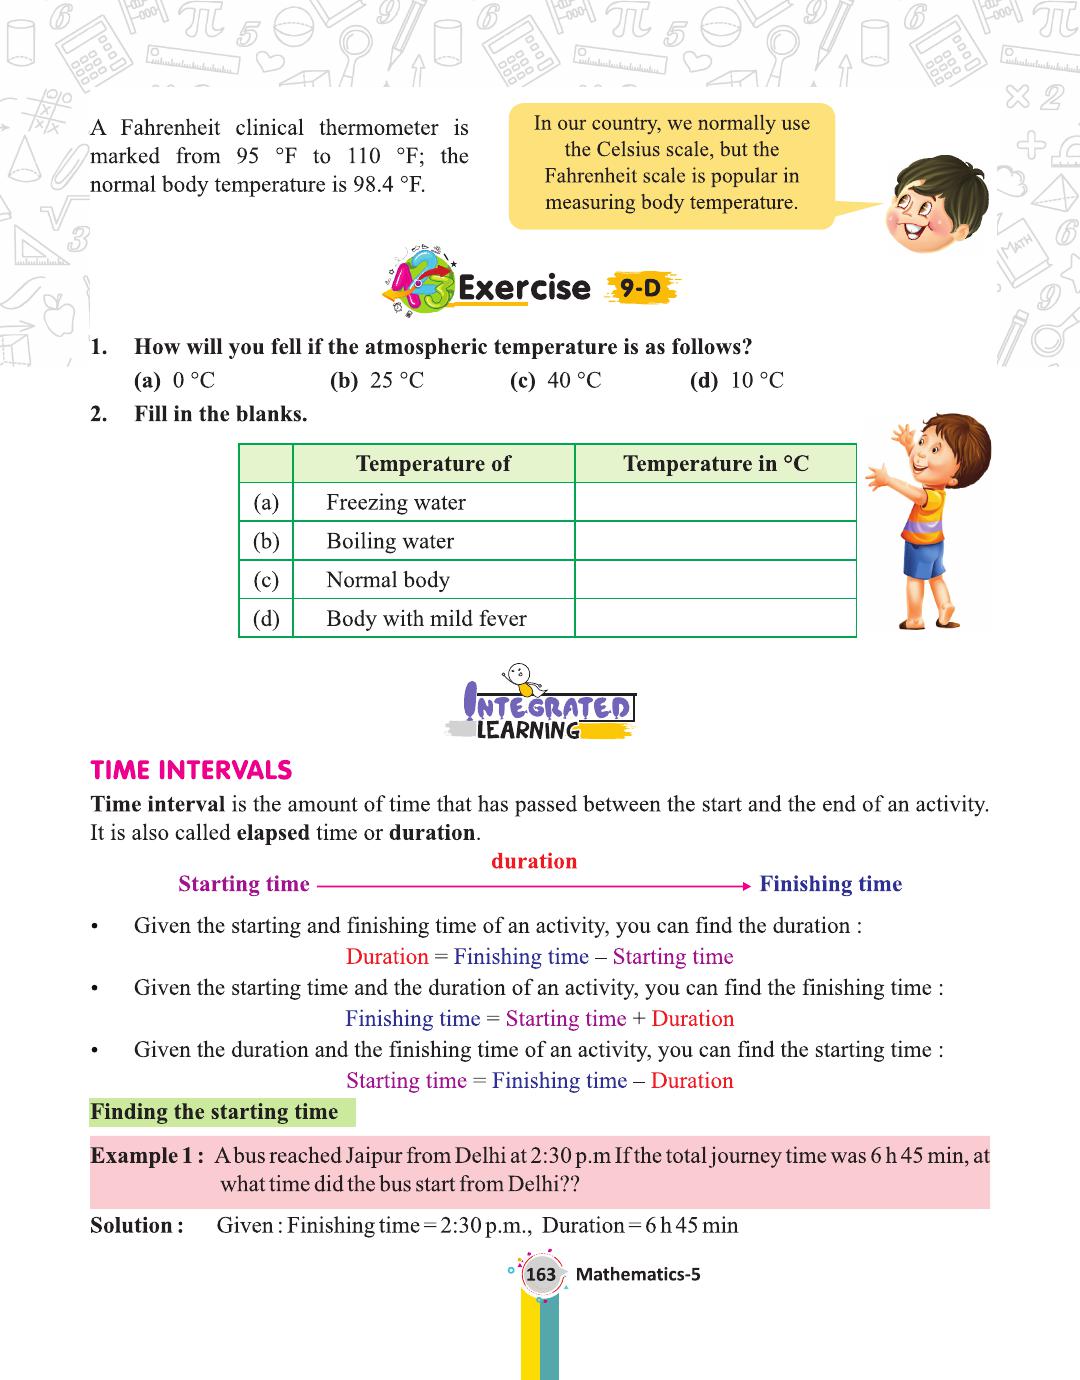 A Fahrenheit clinical thermometer is
marked from 95 °F to 110 °F; the
normal body temperature is 98.4 °F.
In our country, we normally use
the Celsius scale, but the
Fahrenheit scale is popular in
measuring body temperature.
Exercise 9-D
1. How will you fell if the atmospheric temperature is as follows?
(a) 0 °C (b) 25 °C (c) 40 °C (d) 10 °C
2. Fill in the blanks.
Temperature of Temperature in °C
(a) Freezing water
(b) Boiling water
(c) Normal body
(d) Body with mild fever
INTEGRATED
LEARNING
TIME INTERVALS
Time interval is the amount of time that has passed between the start and the end of an activity.
It is also called elapsed time or duration.
duration
Starting time Finishing time
• Given the starting and finishing time of an activity, you can find the duration :
Duration = Finishing time – Starting time
• Given the starting time and the duration of an activity, you can find the finishing time :
Finishing time = Starting time + Duration
• Given the duration and the finishing time of an activity, you can find the starting time :
Starting time = Finishing time – Duration
Finding the starting time
Example 1 : A bus reached Jaipur from Delhi at 2:30 p.m If the total journey time was 6 h 45 min, at
what time did the bus start from Delhi??
Solution : Given : Finishing time = 2:30 p.m., Duration = 6 h 45 min
163 Mathematics-5